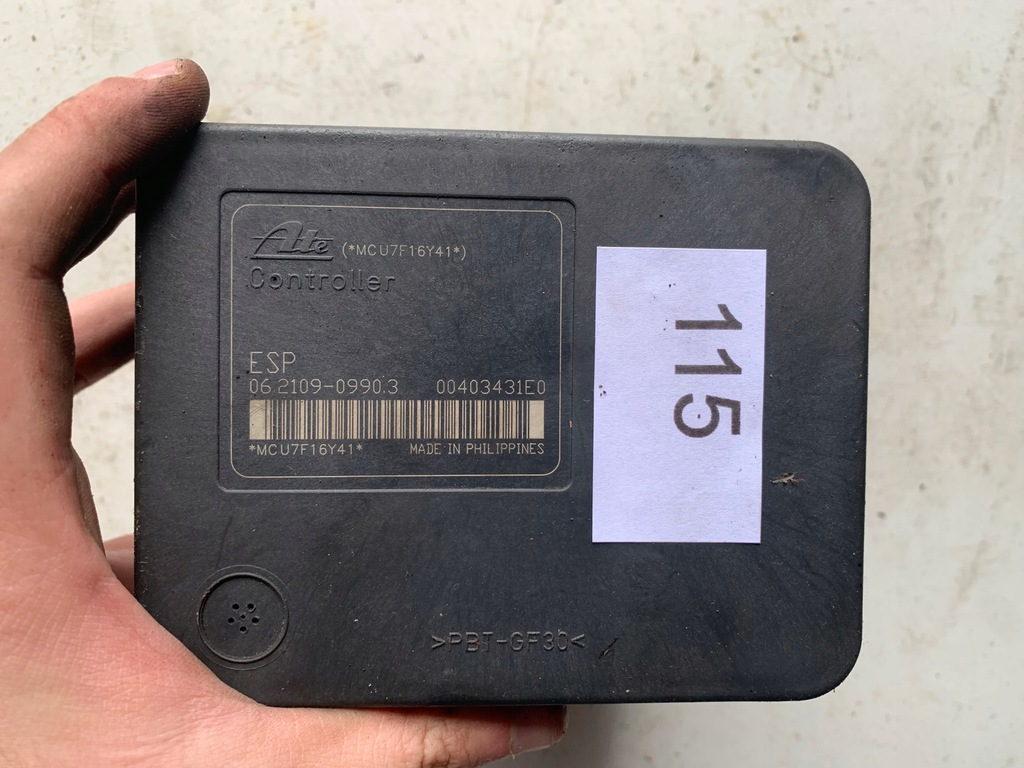 Ate (*MCU7F16Y41*)
Controller
ESP
06.2109-0990.3 00403431E0
*MCU7F16Y41* MADE IN PHILIPPINES
115
>PBT-GF30<